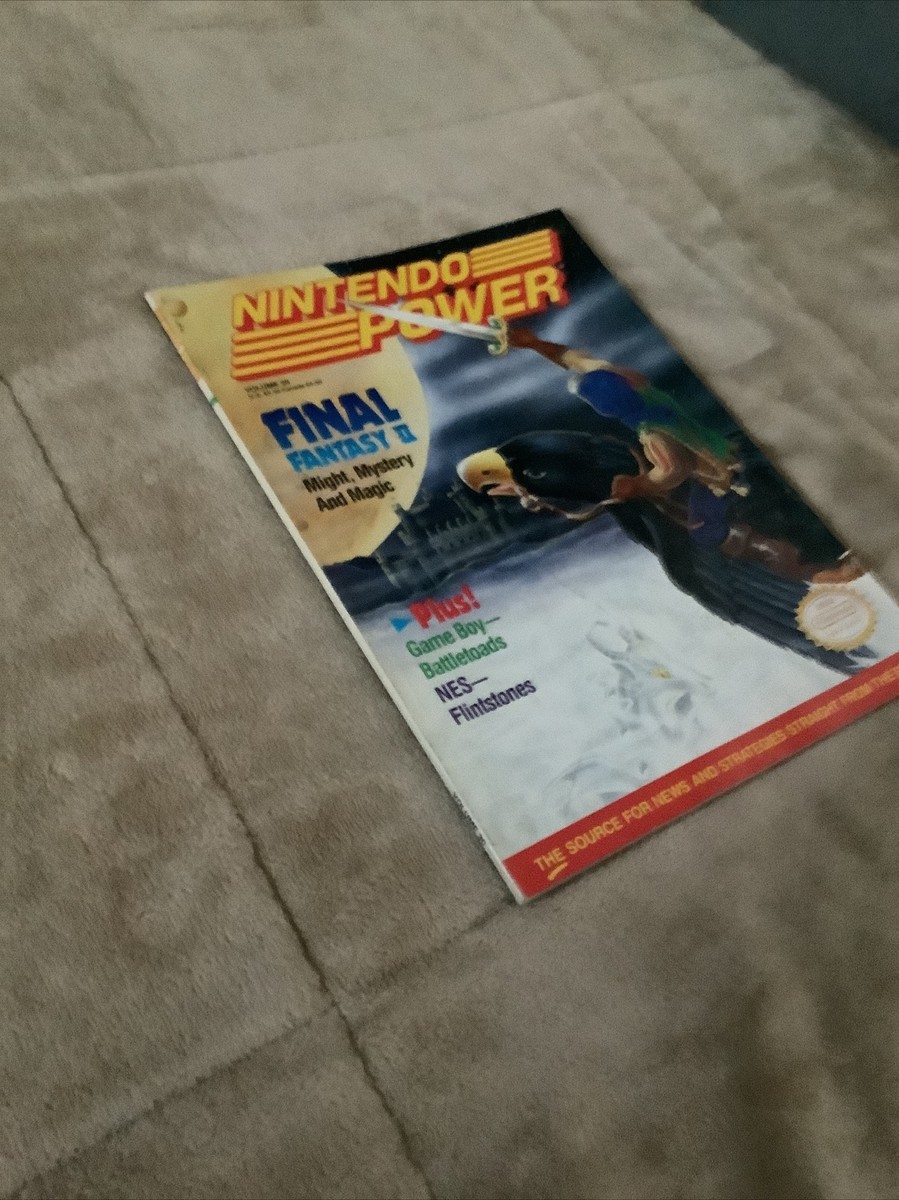 NINTENDO
POWER
FINAL
FANTASY II
Might, Mystery
And Magic
Plus!
Game Boy—
Battletoads
NES—
Flintstones
THE SOURCE FOR NEWS AND STRATEGIES STRAIGHT FROM THE